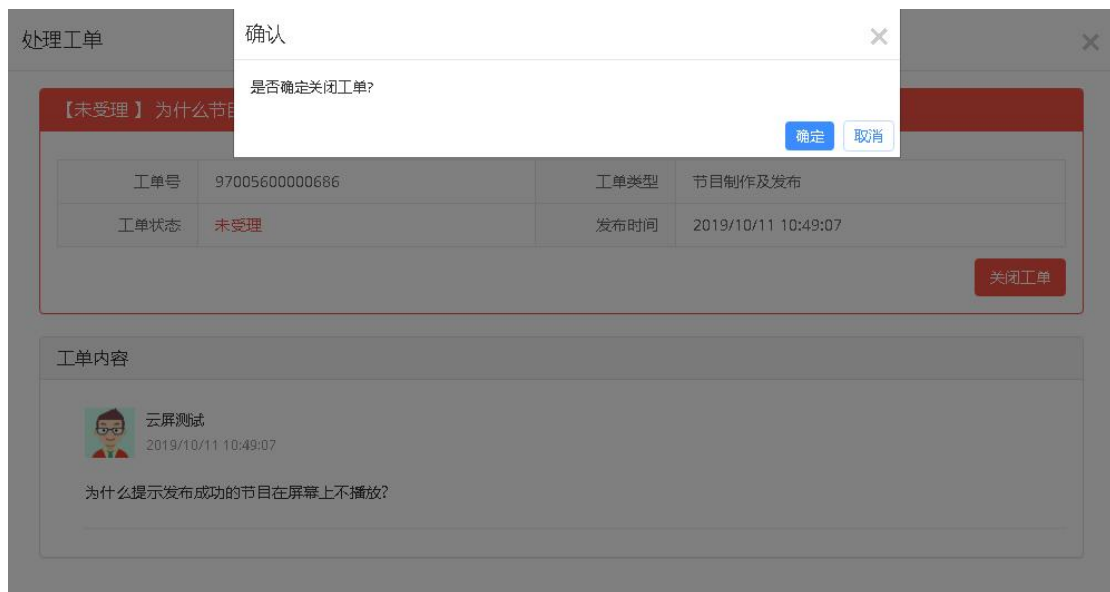 处理工单
确认
是否确定关闭工单?
确定 取消
【未受理 】 为什么节
工单号 97005600000686 工单类型 节目制作及发布
工单状态 未受理 发布时间 2019/10/11 10:49:07
关闭工单
工单内容
云屏测试
2019/10/11 10:49:07
为什么提示发布成功的节目在屏幕上不播放?